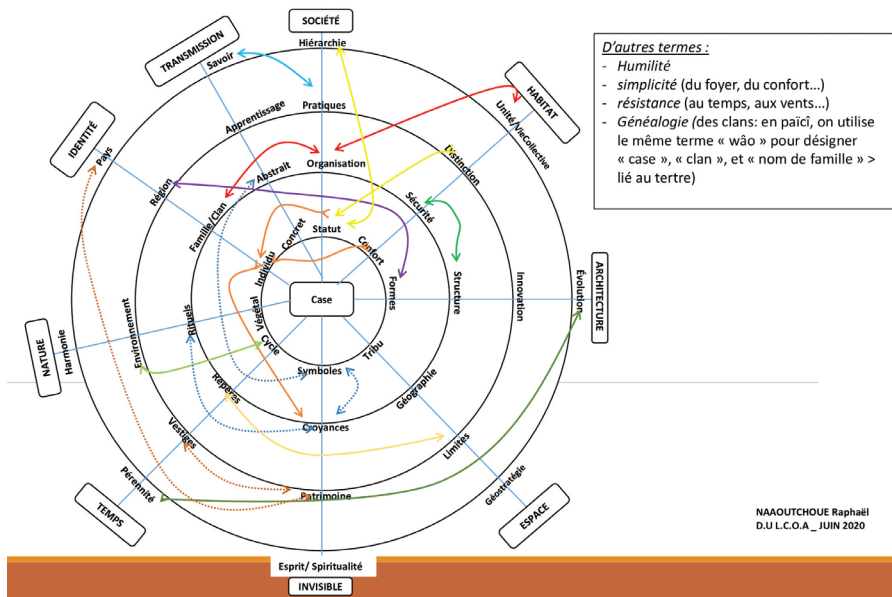 SOCIÉTÉ
Hiérarchie
Pratiques
Organisation
Statut
TRANSMISSION
Savoir
Apprentissage
Abstrait
Concret
HABITAT
Unité/VieCollective
Distinction
Sécurité
Confort
IDENTITÉ
Pays
Région
Famille/Clan
Individu
Case
Formes
Structure
Innovation
Évolution
ARCHITECTURE
NATURE
Harmonie
Environnement
Rituels
Végétal
Cycle
Repères
Vestiges
Pérennité
TEMPS
Symboles
Croyances
Patrimoine
Esprit/ Spiritualité
INVISIBLE
Tribu
Géographie
Limites
Géostratégie
ESPACE
D'autres termes :
- Humilité
- simplicité (du foyer, du confort…)
- résistance (au temps, aux vents…)
- Généalogie (des clans: en païcî, on utilise
le même terme « wâo » pour désigner
« case », « clan », et « nom de famille » >
lié au tertre)
NAAOUTCHOUE Raphaël
D.U L.C.O.A _ JUIN 2020